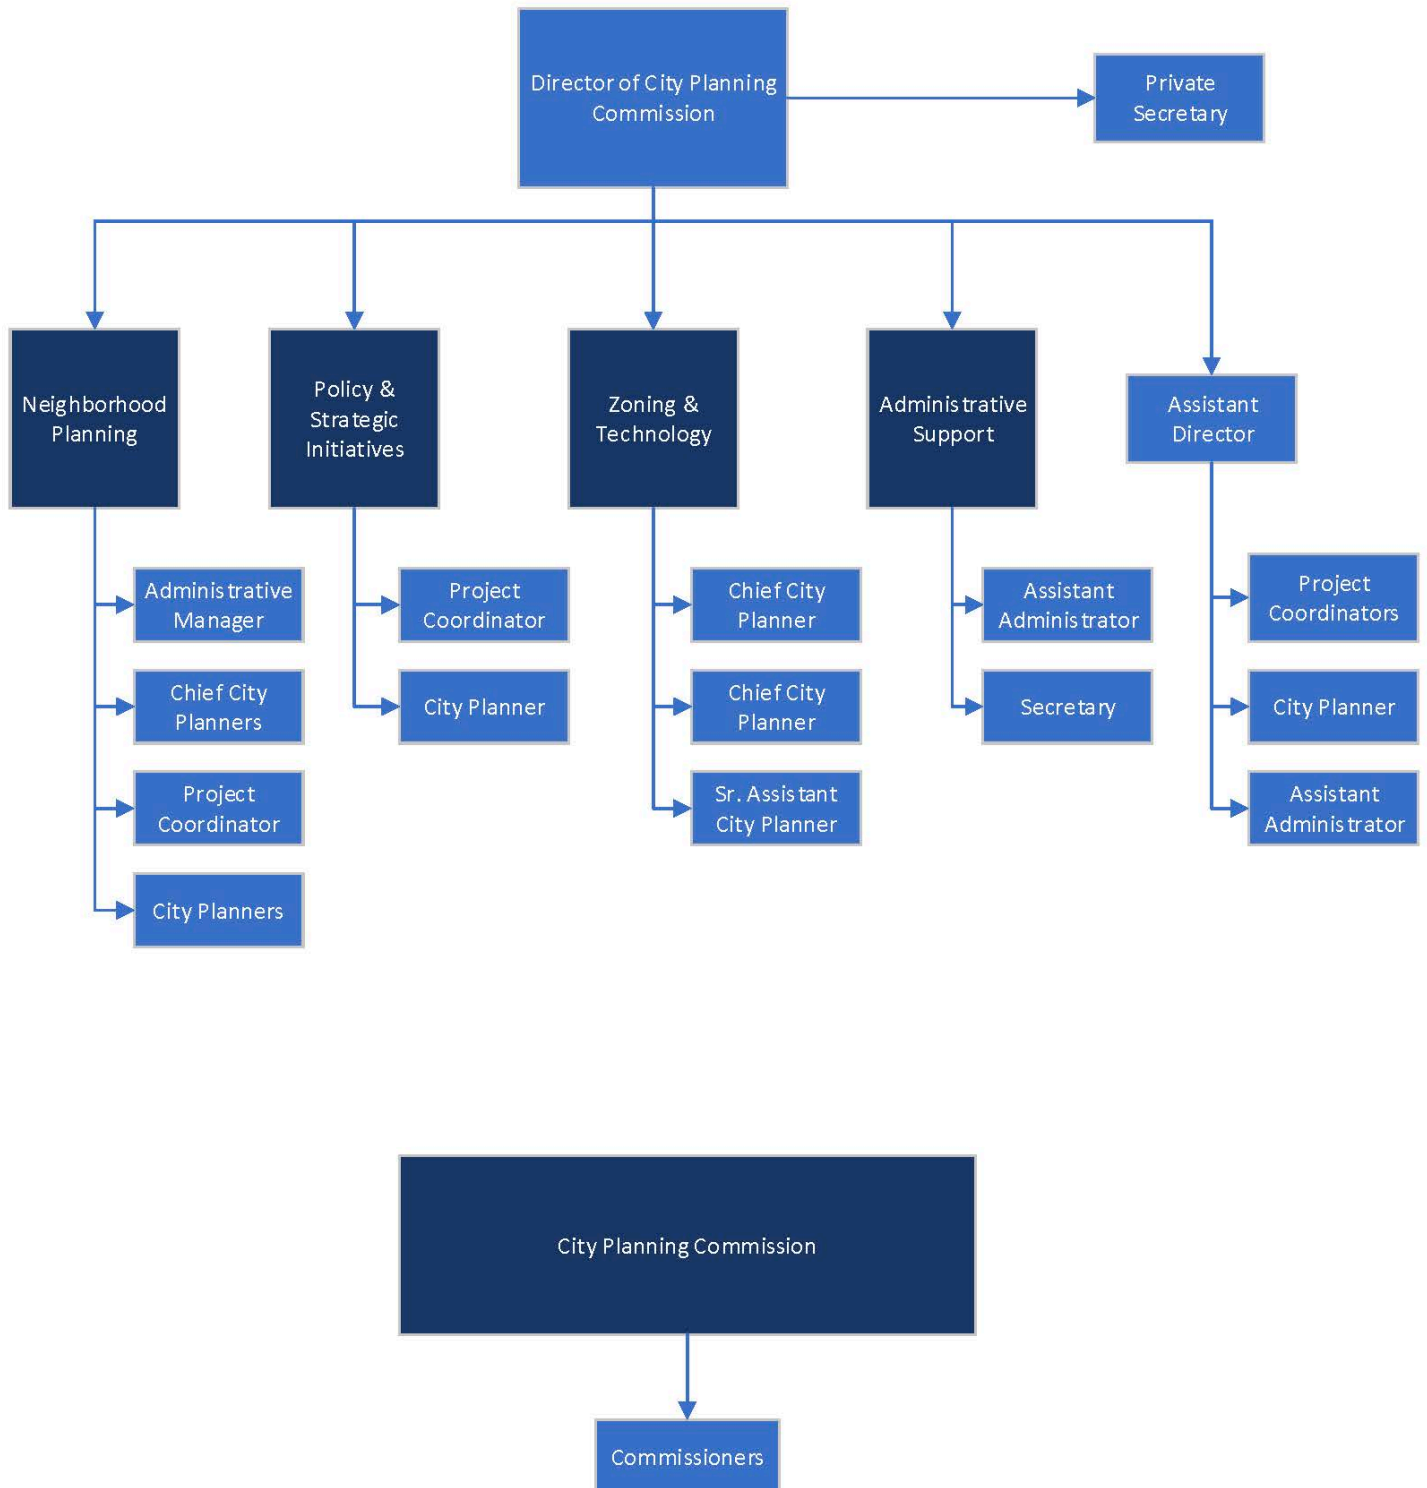 Director of City Planning
Commission
Private
Secretary
Neighborhood
Planning
Policy &
Strategic
Initiatives
Zoning &
Technology
Administrative
Support
Assistant
Director
Administrative
Manager
Chief City
Planners
Project
Coordinator
City Planners
Project
Coordinator
City Planner
Chief City
Planner
Chief City
Planner
Sr. Assistant
City Planner
Assistant
Administrator
Secretary
Project
Coordinators
City Planner
Assistant
Administrator
City Planning Commission
Commissioners